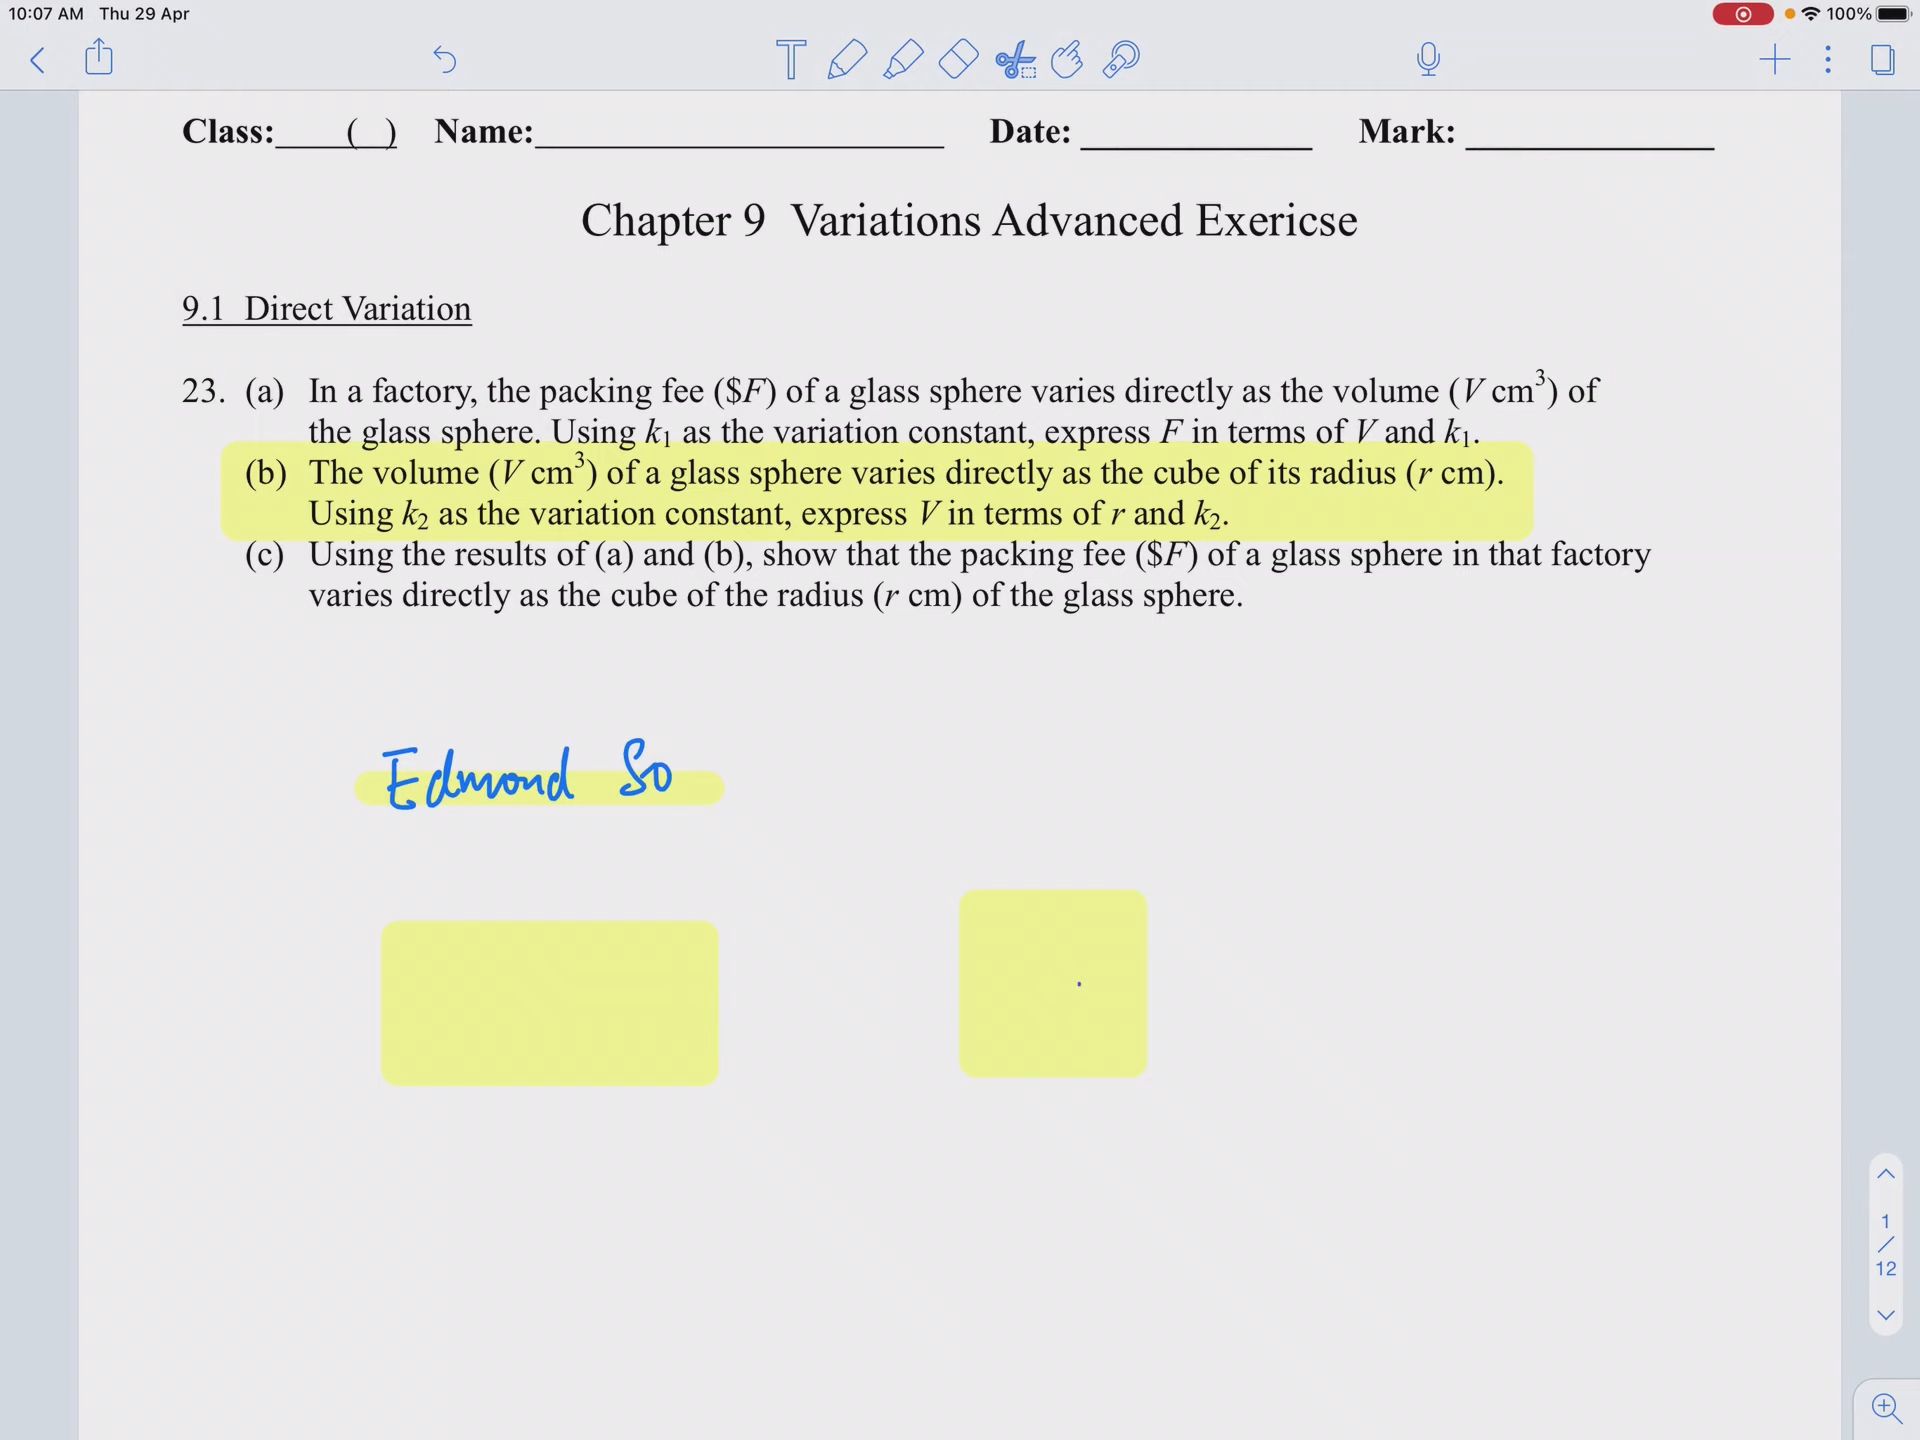 10:07 AM Thu 29 Apr 100%
Class:____( ) Name:____________ Date: ____________ Mark: ____________
Chapter 9 Variations Advanced Exericse
9.1 Direct Variation
23. (a) In a factory, the packing fee ($F) of a glass sphere varies directly as the volume (V cm³) of
the glass sphere. Using k₁ as the variation constant, express F in terms of V and k₁.
(b) The volume (V cm³) of a glass sphere varies directly as the cube of its radius (r cm).
Using k₂ as the variation constant, express V in terms of r and k₂.
(c) Using the results of (a) and (b), show that the packing fee ($F) of a glass sphere in that factory
varies directly as the cube of the radius (r cm) of the glass sphere.
Edmond So
1
/
12